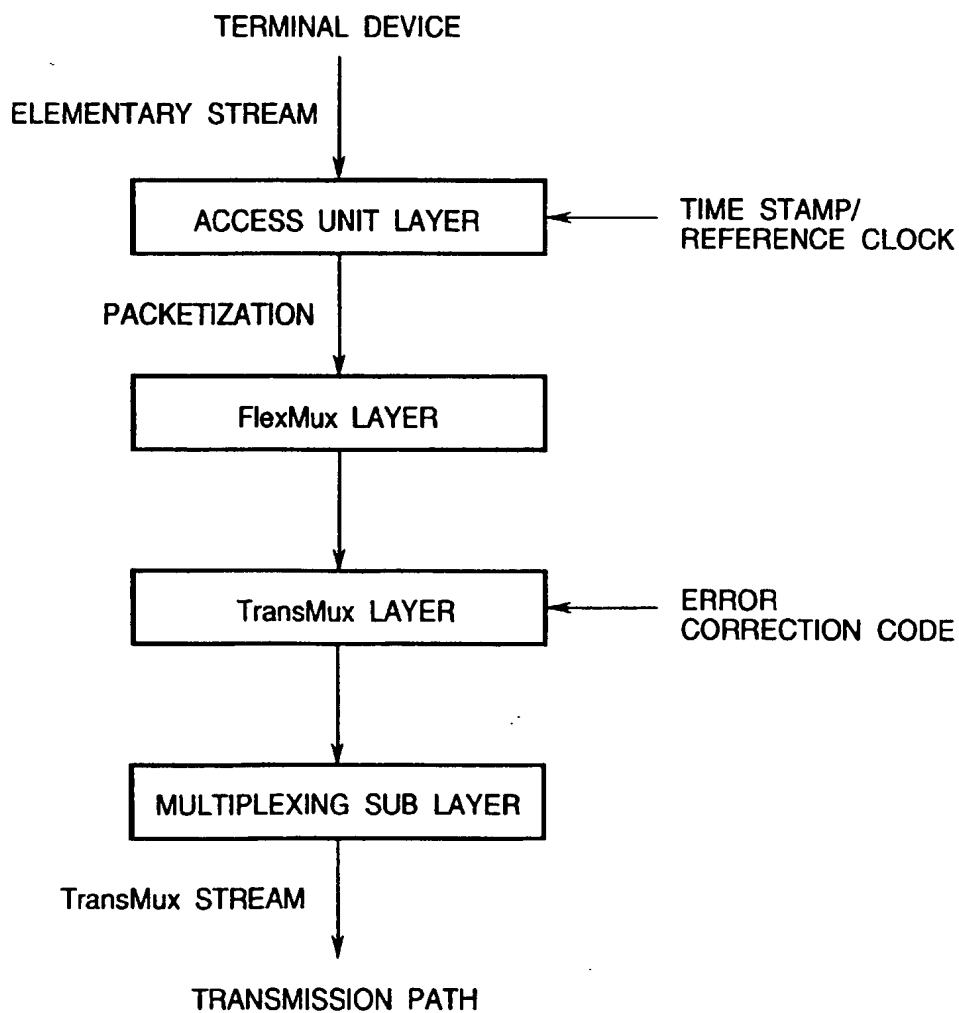 TERMINAL DEVICE
ELEMENTARY STREAM
ACCESS UNIT LAYER
TIME STAMP/
REFERENCE CLOCK
PACKETIZATION
FlexMux LAYER
TransMux LAYER
ERROR
CORRECTION CODE
MULTIPLEXING SUB LAYER
TransMux STREAM
TRANSMISSION PATH